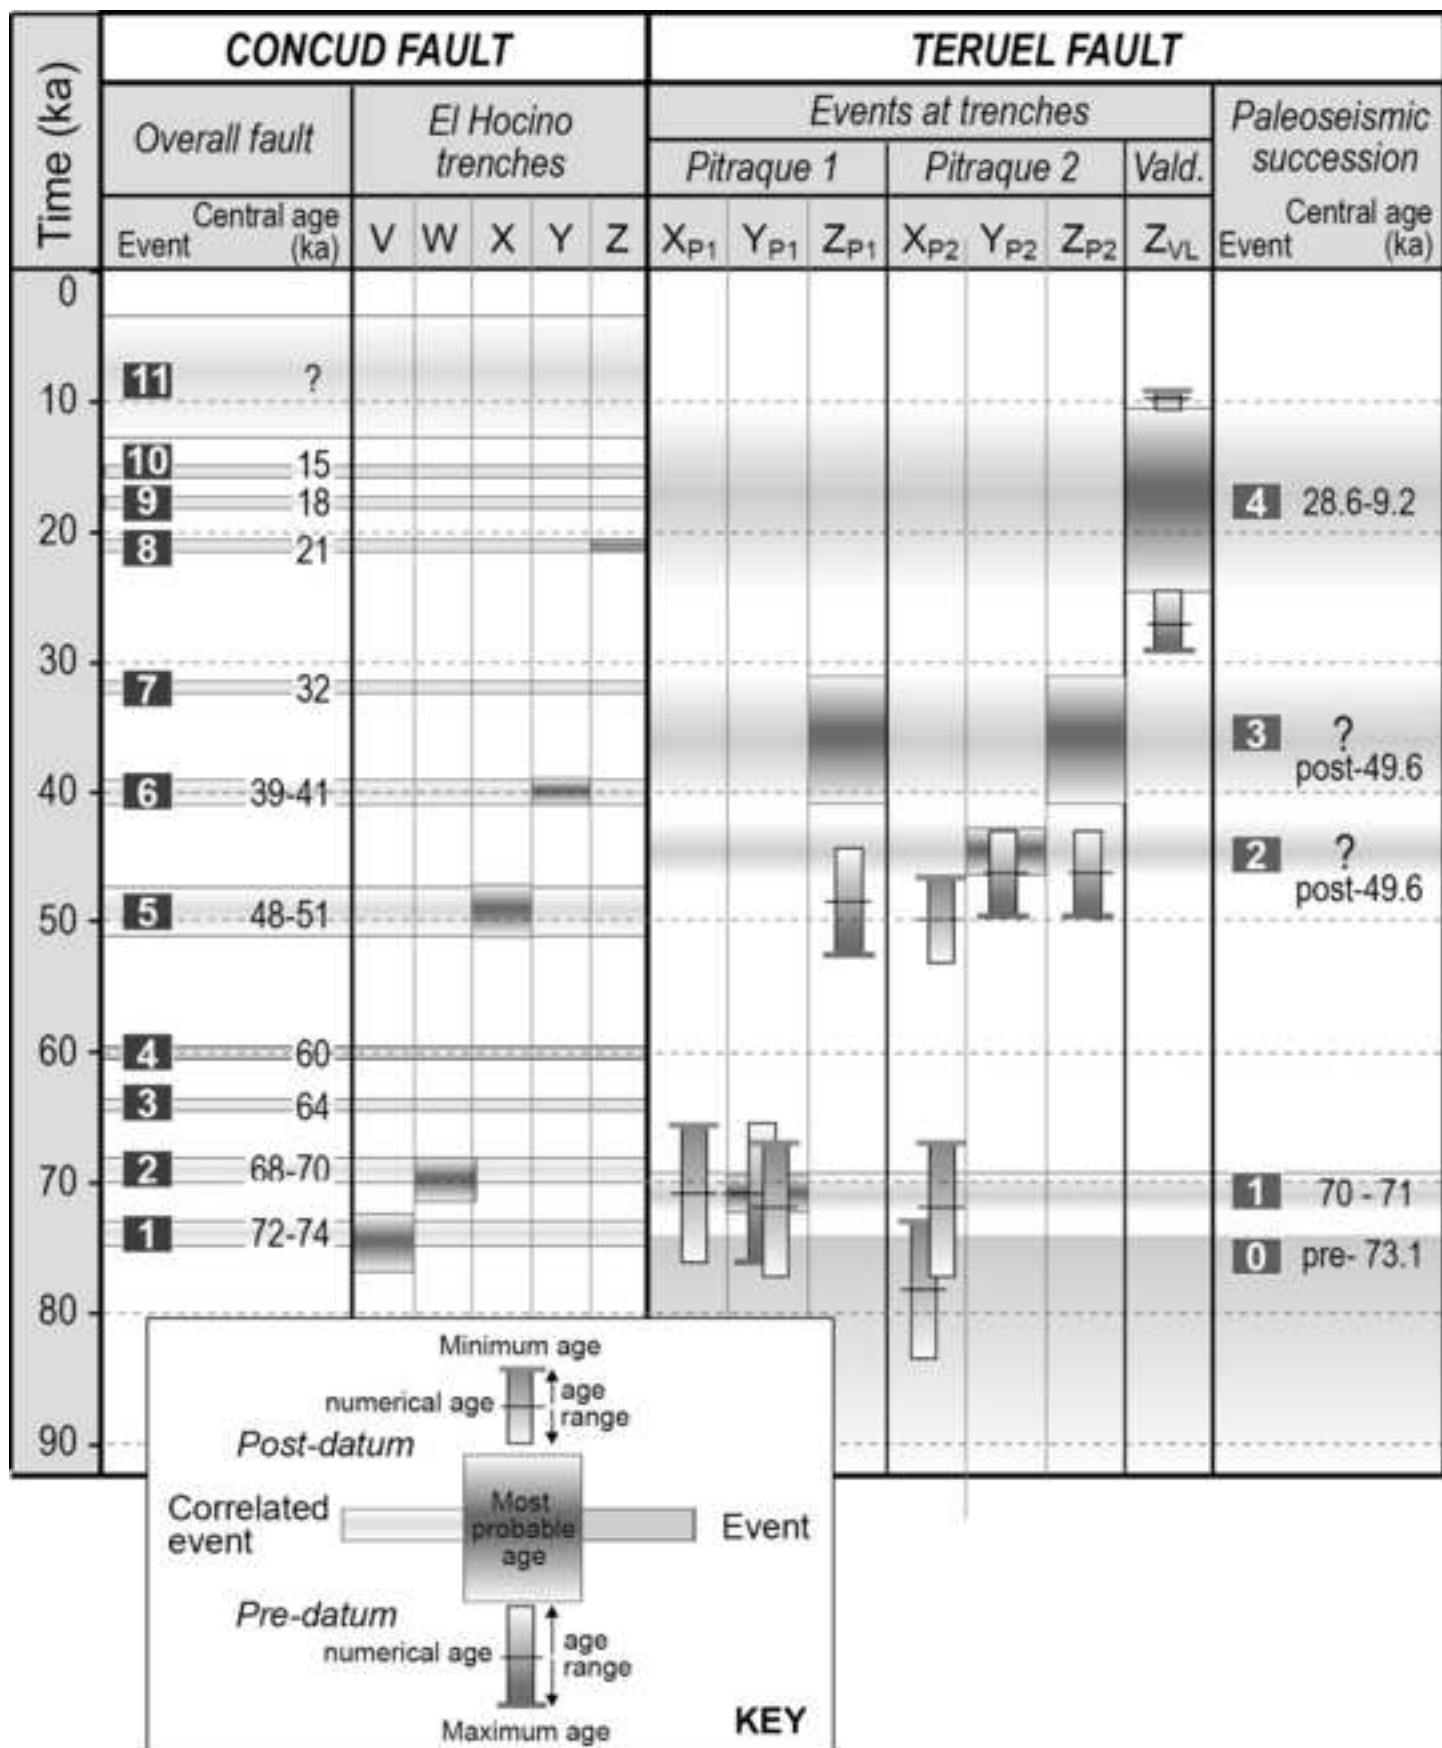 CONCUD FAULT
TERUEL FAULT
Time (ka)
Overall fault
El Hocino
trenches
Events at trenches
Paleoseismic
succession
Pitraque 1
Pitraque 2
Vald.
Event
Central age
(ka)
V W X Y Z
XP1 YP1 ZP1 XP2 YP2 ZP2 ZVL
Event
Central age
(ka)
0
11 ?
10
10 15
9 18
4 28.6-9.2
20
8 21
30
7 32
3 ?
post-49.6
40
6 39-41
2 ?
post-49.6
50
5 48-51
60
4 60
3 64
2 68-70
70
1 70 - 71
1 72-74
0 pre- 73.1
80
90
Minimum age
numerical age
age
range
Post-datum
Correlated
event
Most
probable
age
Event
Pre-datum
numerical age
age
range
Maximum age
KEY